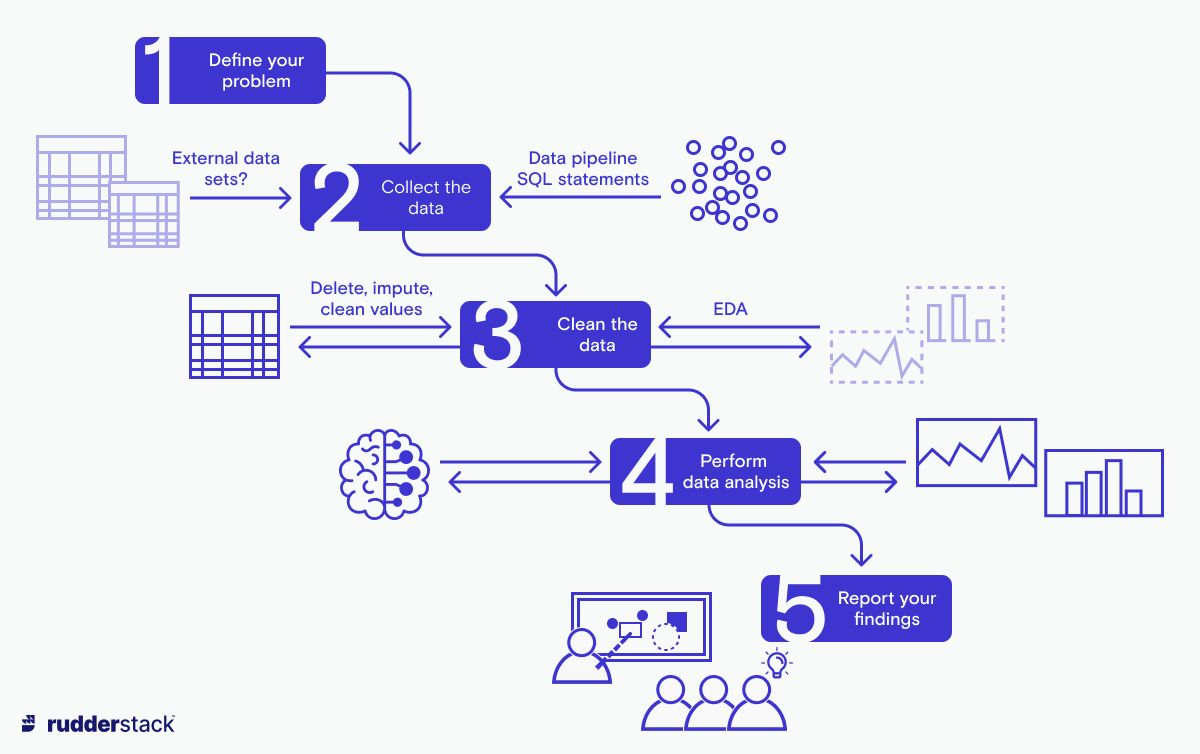 1
Define your
problem
External data
sets?
2
Collect the
data
Data pipeline
SQL statements
Delete, impute,
clean values
3
Clean the
data
EDA
4
Perform
data analysis
5
Report your
findings
rudderstack